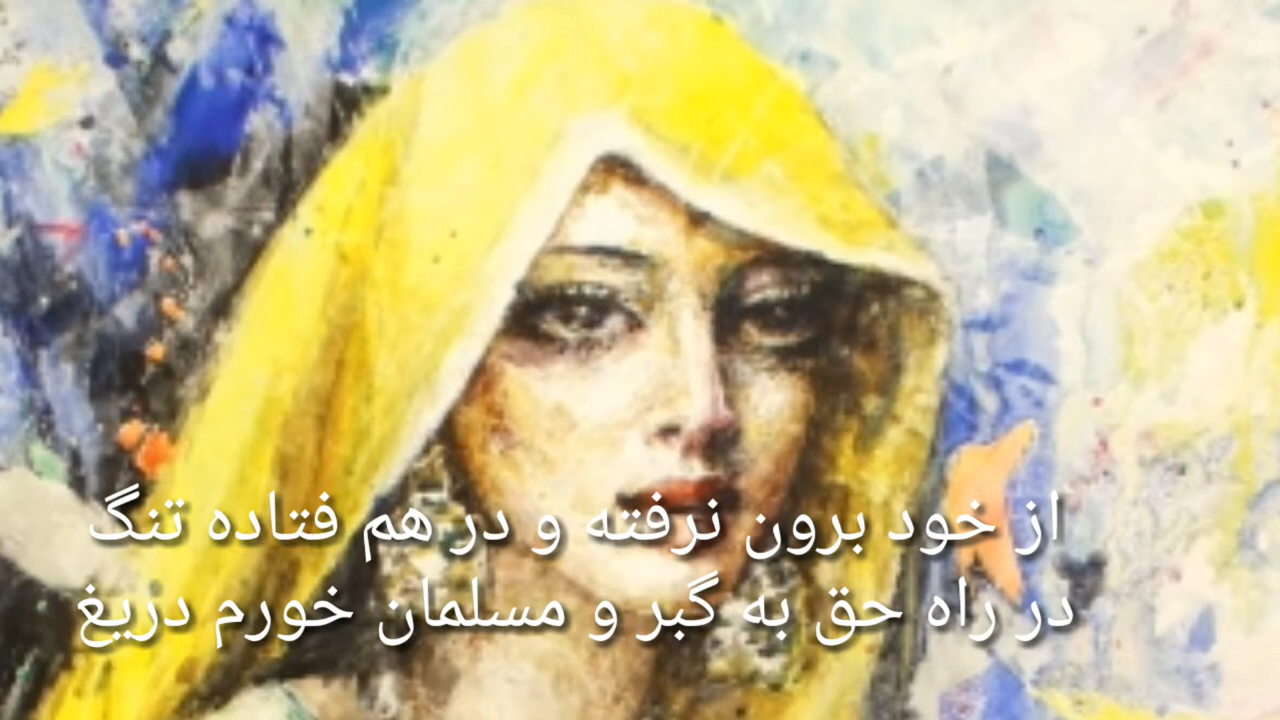 از خود برون نرفته و در هم فتاده تنگ
در راه حق به گبر و مسلمان خورم دریغ